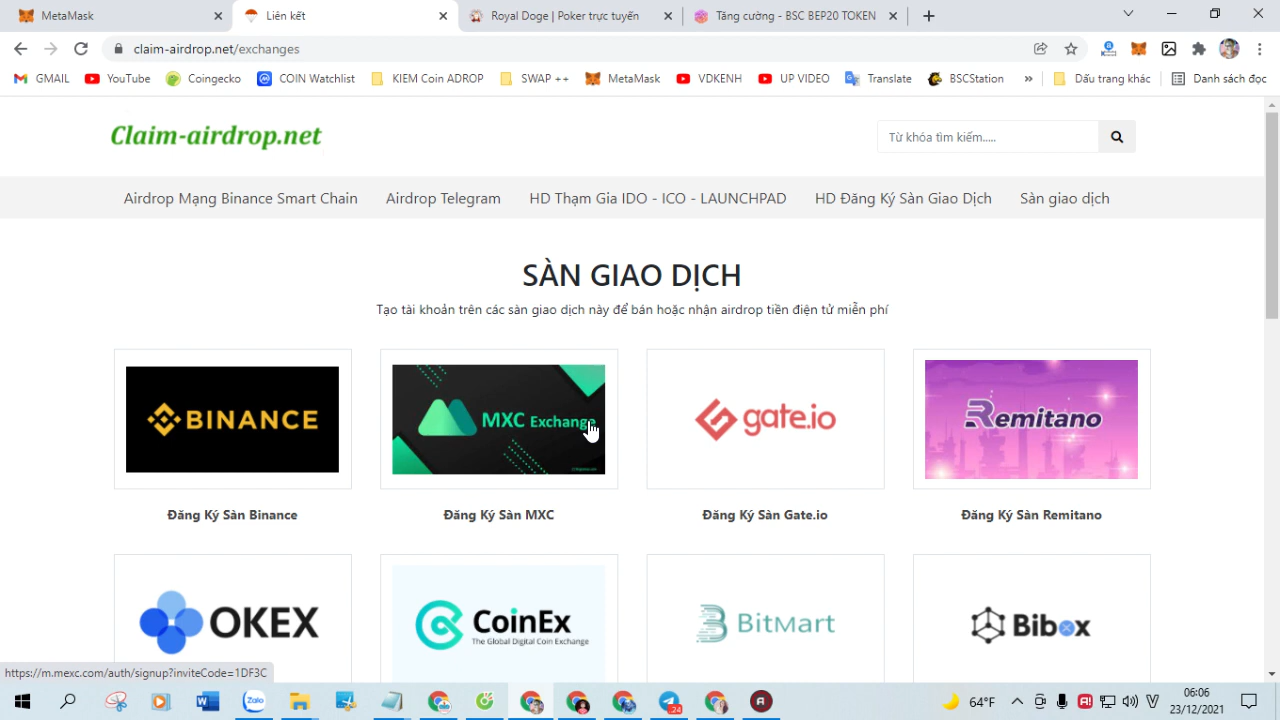 MetaMask
Liên kết
Royal Doge | Poker trực tuyến
Tăng cường - BSC BEP20 TOKEN
claim-airdrop.net/exchanges
GMAIL
YouTube
Coingecko
COIN Watchlist
KIEM Coin ADROP
SWAP ++
MetaMask
VDKENH
UP VIDEO
Translate
BSCStation
»
Dấu trang khác
Danh sách đọc
Claim-airdrop.net
Từ khóa tìm kiếm.....
Airdrop Mạng Binance Smart Chain
Airdrop Telegram
HD Thạm Gia IDO - ICO - LAUNCHPAD
HD Đăng Ký Sàn Giao Dịch
Sàn giao dịch
SÀN GIAO DỊCH
Tạo tài khoản trên các sàn giao dịch này để bán hoặc nhận airdrop tiền điện tử miễn phí
BINANCE
MXC Exchange
gate.io
Remitano
Đăng Ký Sàn Binance
Đăng Ký Sàn MXC
Đăng Ký Sàn Gate.io
Đăng Ký Sàn Remitano
OKEX
CoinEx
The Global Digital Coin Exchange
BitMart
Bibox
https://m.mexc.com/auth/signup?inviteCode=1DF3C
Zalo
24
64°F
06:06
23/12/2021